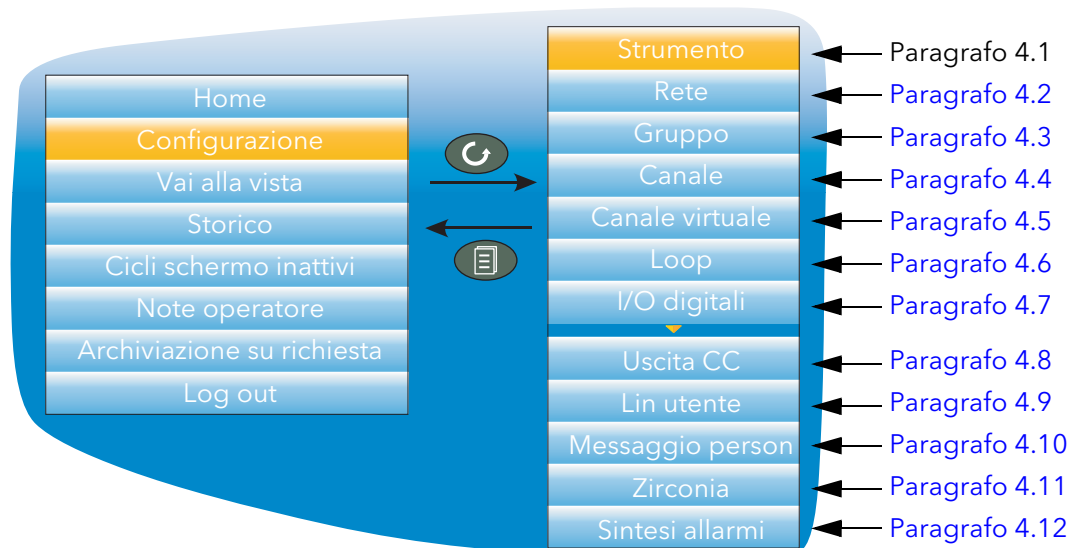 Home
Configurazione
Vai alla vista
Storico
Cicli schermo inattivi
Note operatore
Archiviazione su richiesta
Log out
Strumento Paragrafo 4.1
Rete Paragrafo 4.2
Gruppo Paragrafo 4.3
Canale Paragrafo 4.4
Canale virtuale Paragrafo 4.5
Loop Paragrafo 4.6
I/O digitali Paragrafo 4.7
Uscita CC Paragrafo 4.8
Lin utente Paragrafo 4.9
Messaggio person Paragrafo 4.10
Zirconia Paragrafo 4.11
Sintesi allarmi Paragrafo 4.12